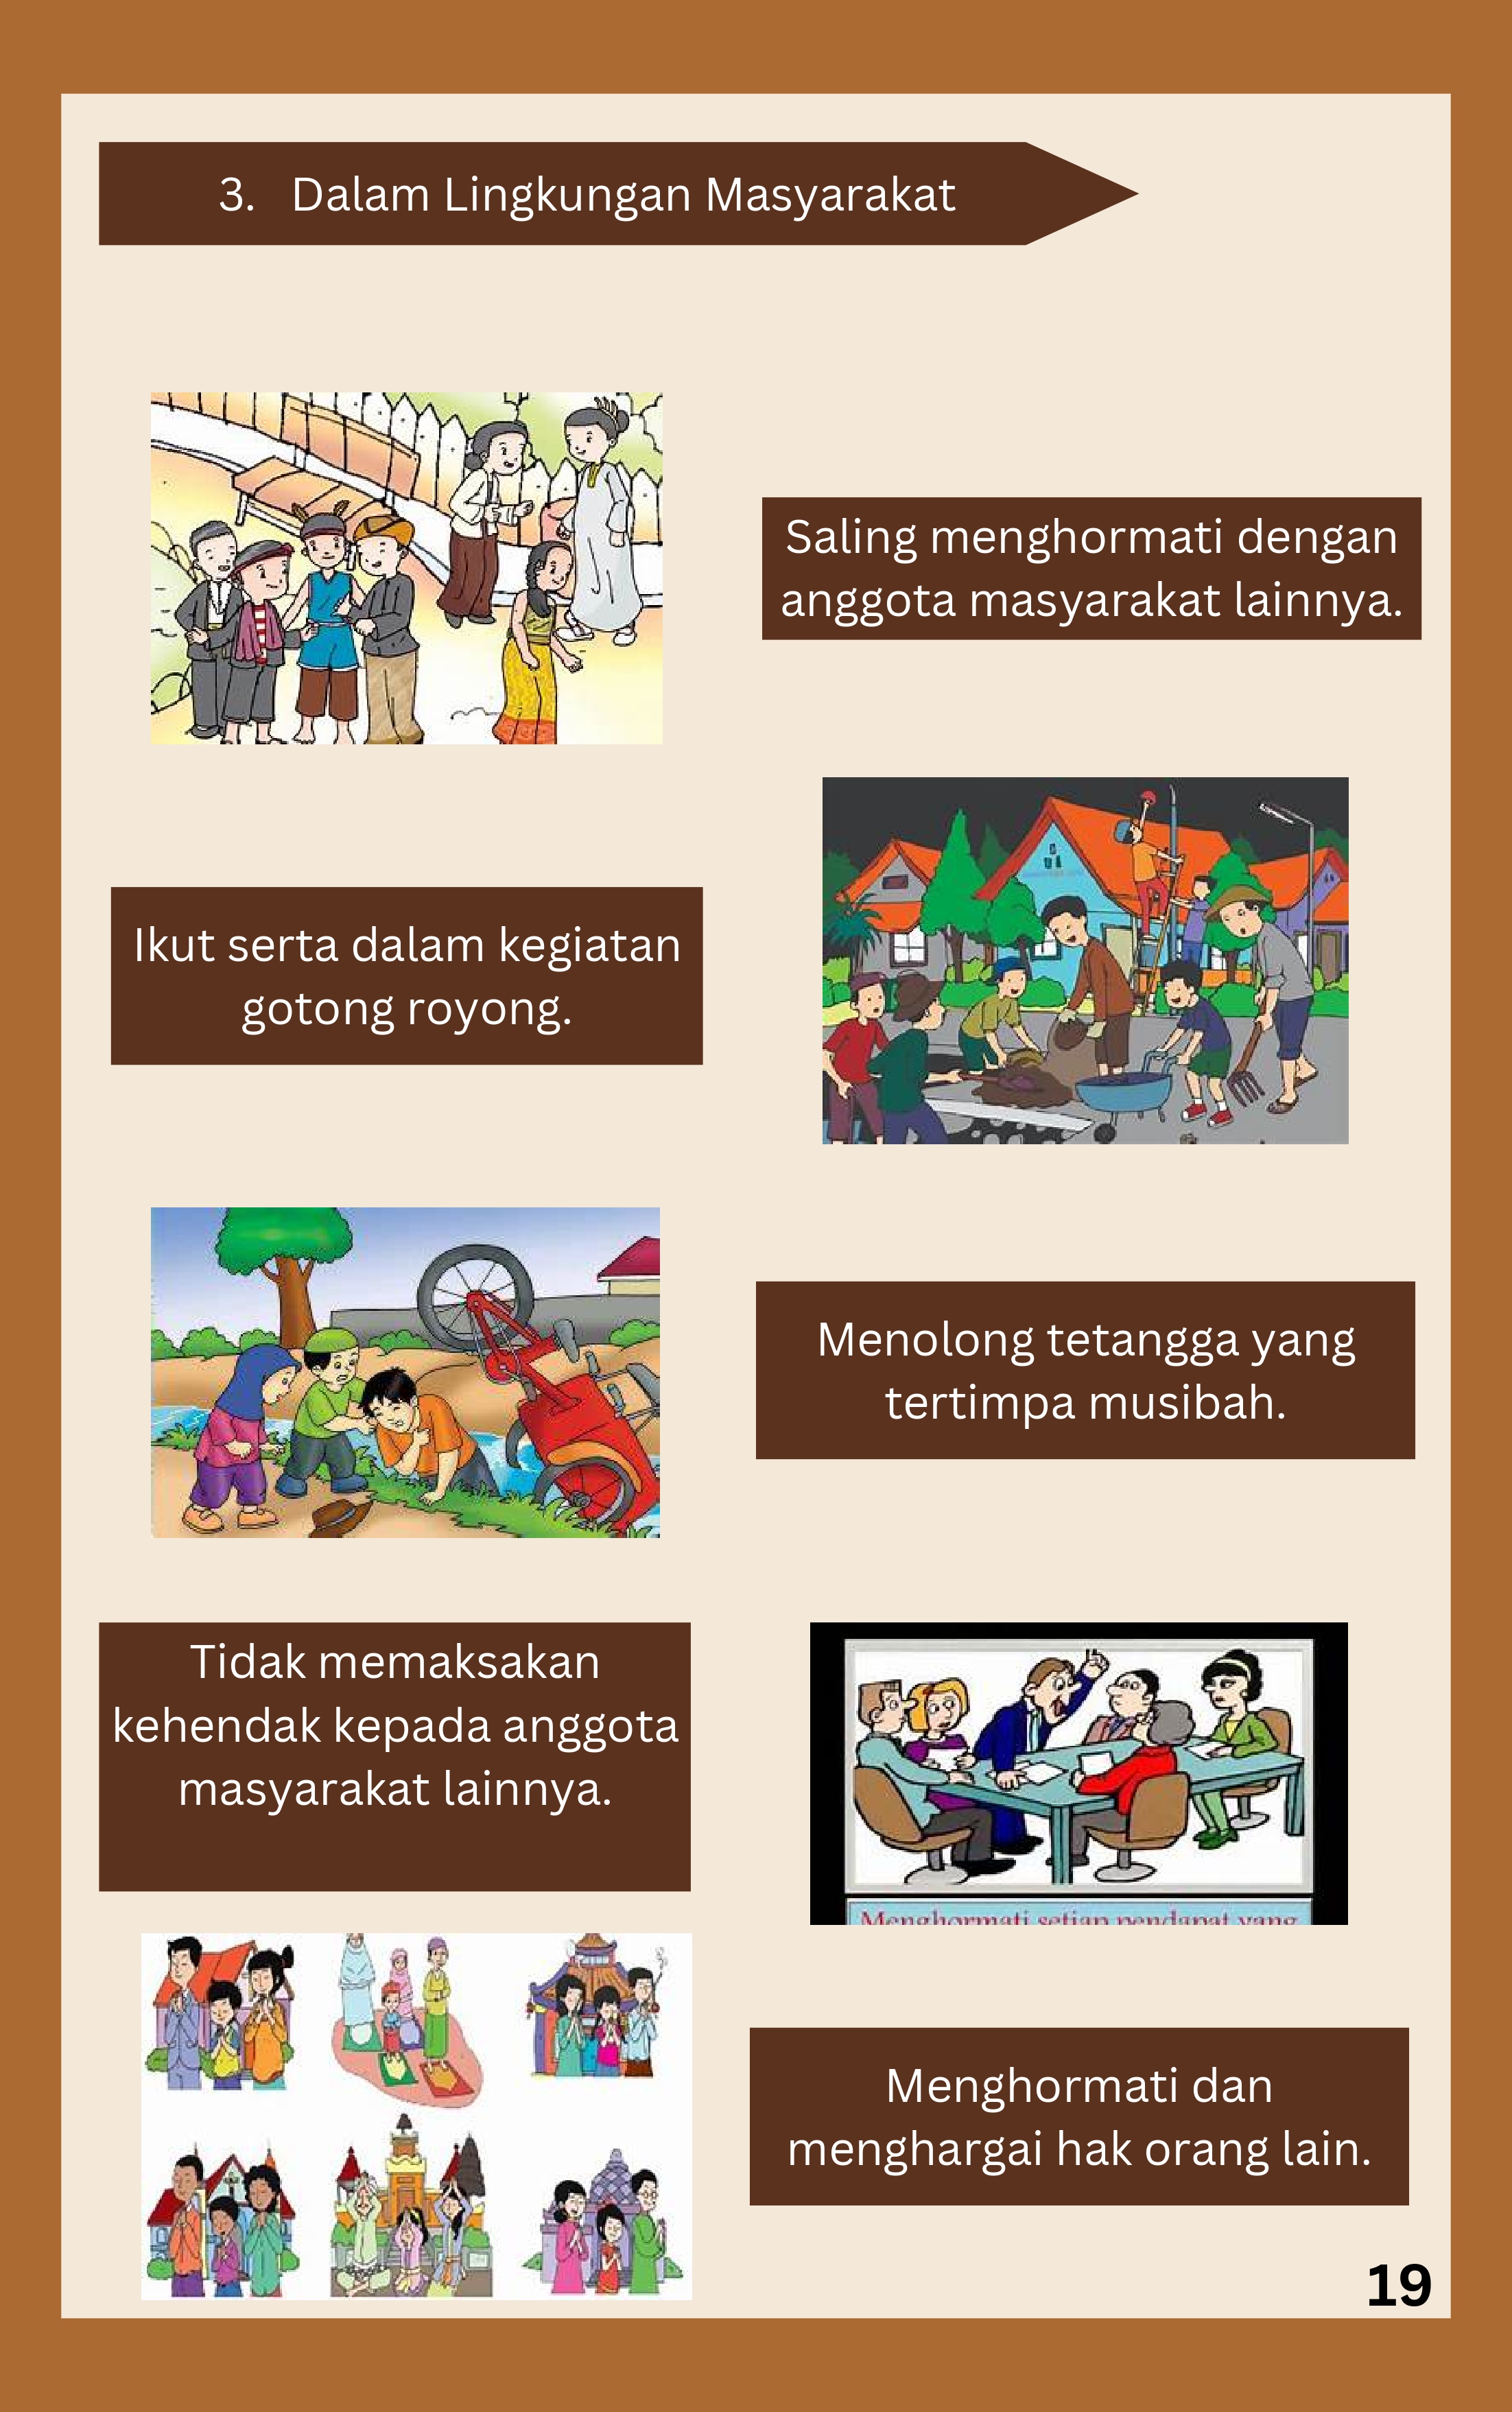 3. Dalam Lingkungan Masyarakat
Saling menghormati dengan
anggota masyarakat lainnya.
Ikut serta dalam kegiatan
gotong royong.
Menolong tetangga yang
tertimpa musibah.
Tidak memaksakan
kehendak kepada anggota
masyarakat lainnya.
Menghormati setiap pendapat yang
Menghormati dan
menghargai hak orang lain.
19